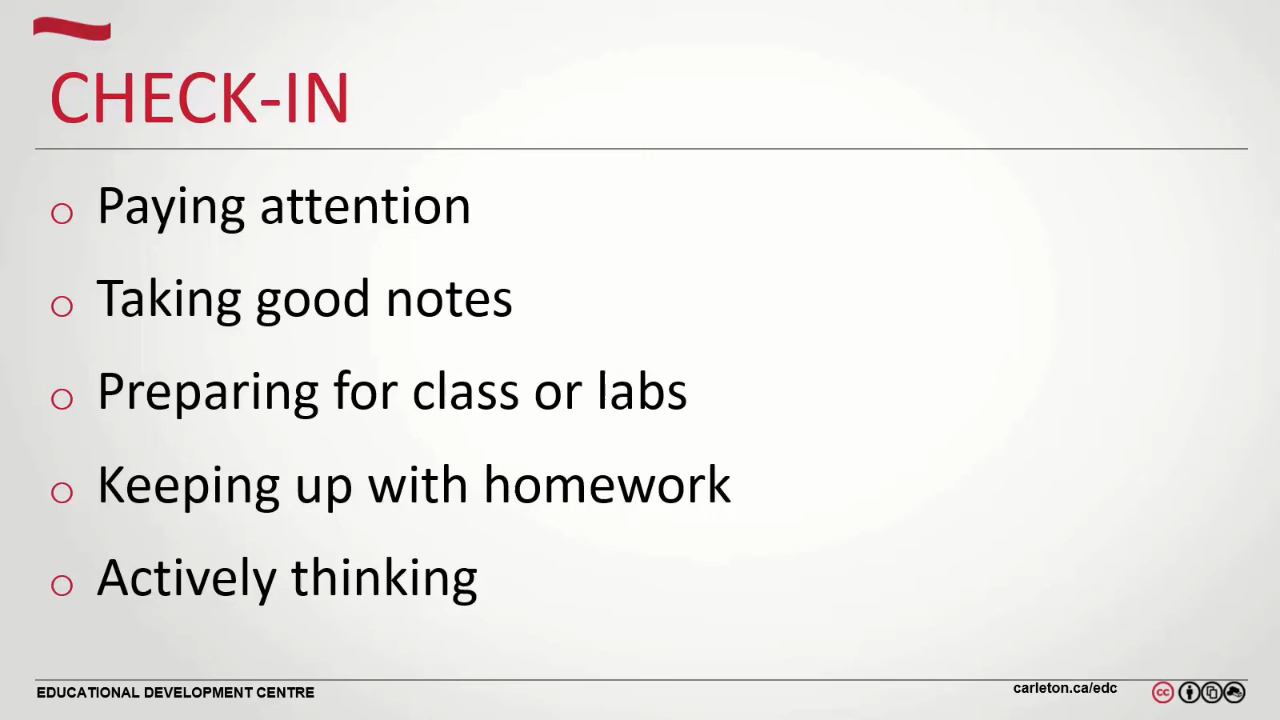 CHECK-IN
Paying attention
Taking good notes
Preparing for class or labs
Keeping up with homework
Actively thinking
EDUCATIONAL DEVELOPMENT CENTRE
carleton.ca/edc
cc